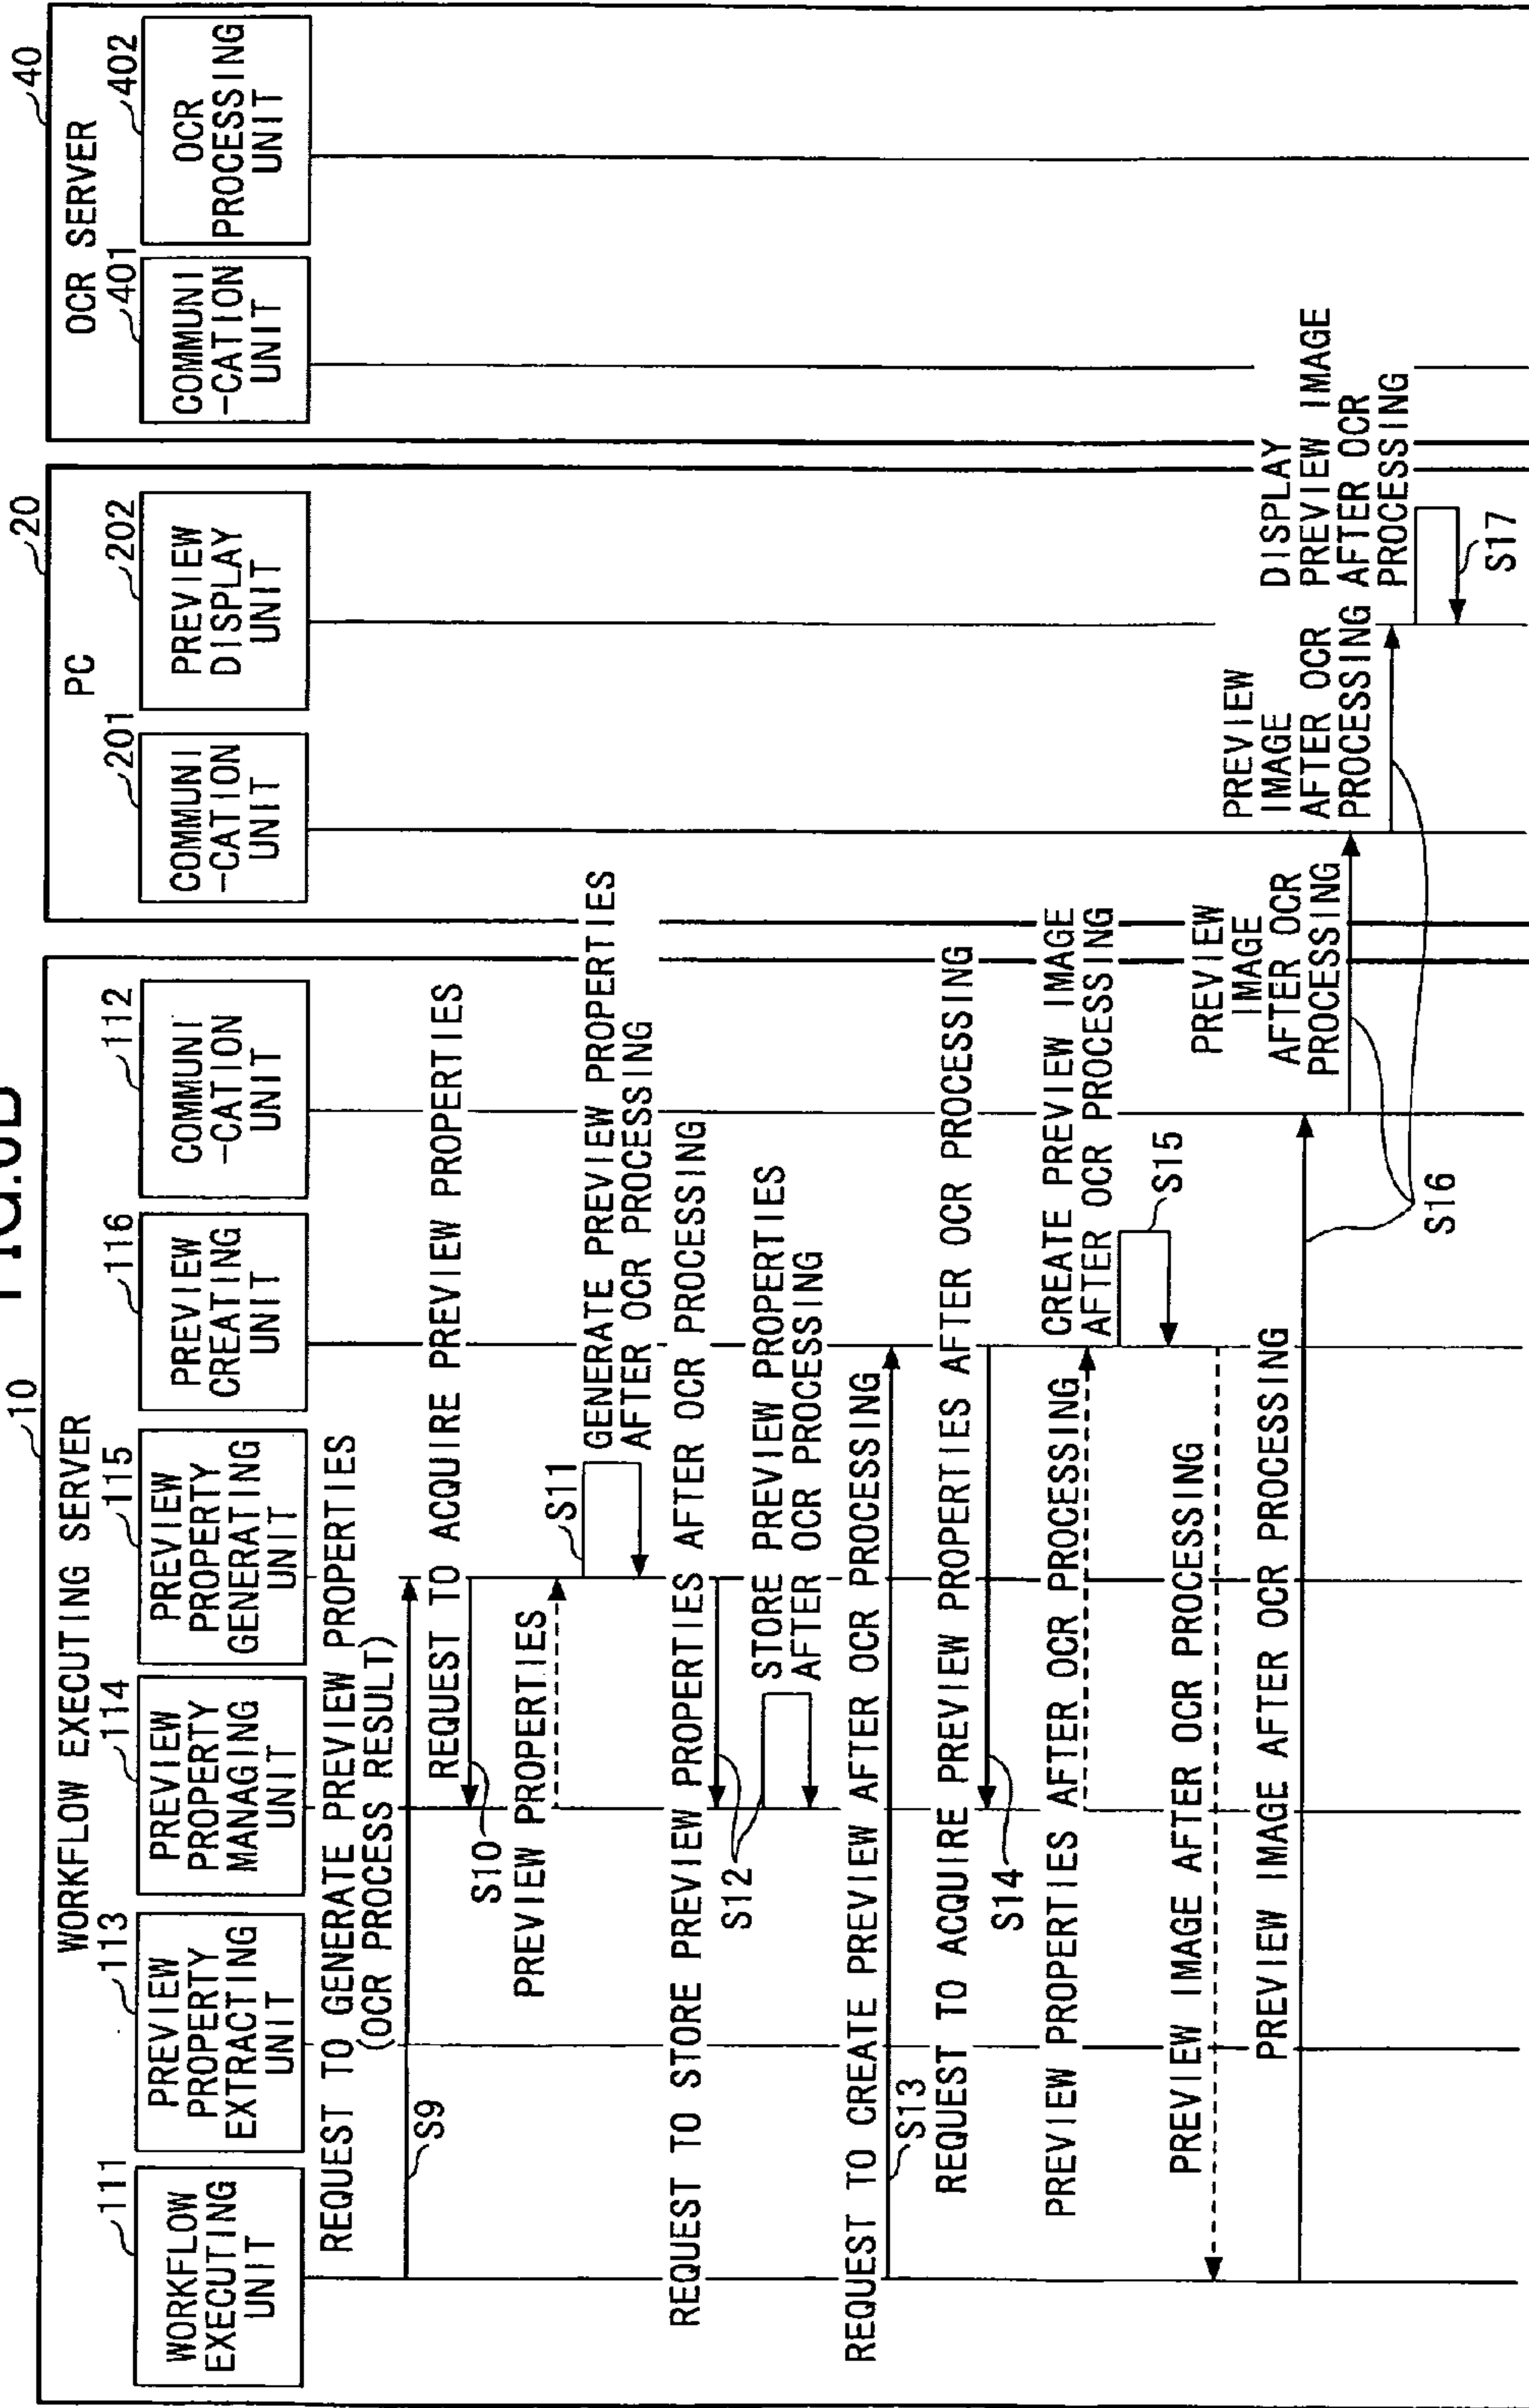 10
WORKFLOW EXECUTING SERVER
111
WORKFLOW
EXECUTING
UNIT
113
PREVIEW
PROPERTY
EXTRACTING
UNIT
114
PREVIEW
PROPERTY
MANAGING
UNIT
115
PREVIEW
PROPERTY
GENERATING
UNIT
116
PREVIEW
CREATING
UNIT
112
COMMUNI
-CATION
UNIT
20
PC
201
COMMUNI
-CATION
UNIT
202
PREVIEW
DISPLAY
UNIT
40
OCR SERVER
401
COMMUNI
-CATION
UNIT
402
OCR
PROCESSING
UNIT
REQUEST TO GENERATE PREVIEW PROPERTIES
(OCR PROCESS RESULT)
S9
REQUEST TO ACQUIRE PREVIEW PROPERTIES
S10
PREVIEW PROPERTIES
S11
GENERATE PREVIEW PROPERTIES
AFTER OCR PROCESSING
REQUEST TO STORE PREVIEW PROPERTIES AFTER OCR PROCESSING
S12
STORE PREVIEW PROPERTIES
AFTER OCR PROCESSING
REQUEST TO CREATE PREVIEW AFTER OCR PROCESSING
S13
REQUEST TO ACQUIRE PREVIEW PROPERTIES AFTER OCR PROCESSING
S14
PREVIEW PROPERTIES AFTER OCR PROCESSING
CREATE PREVIEW IMAGE
AFTER OCR PROCESSING
S15
PREVIEW IMAGE AFTER OCR PROCESSING
PREVIEW IMAGE AFTER OCR PROCESSING
S16
PREVIEW
IMAGE
AFTER OCR
PROCESSING
PREVIEW
IMAGE
AFTER OCR
PROCESSING
DISPLAY
PREVIEW IMAGE
AFTER OCR
PROCESSING
S17